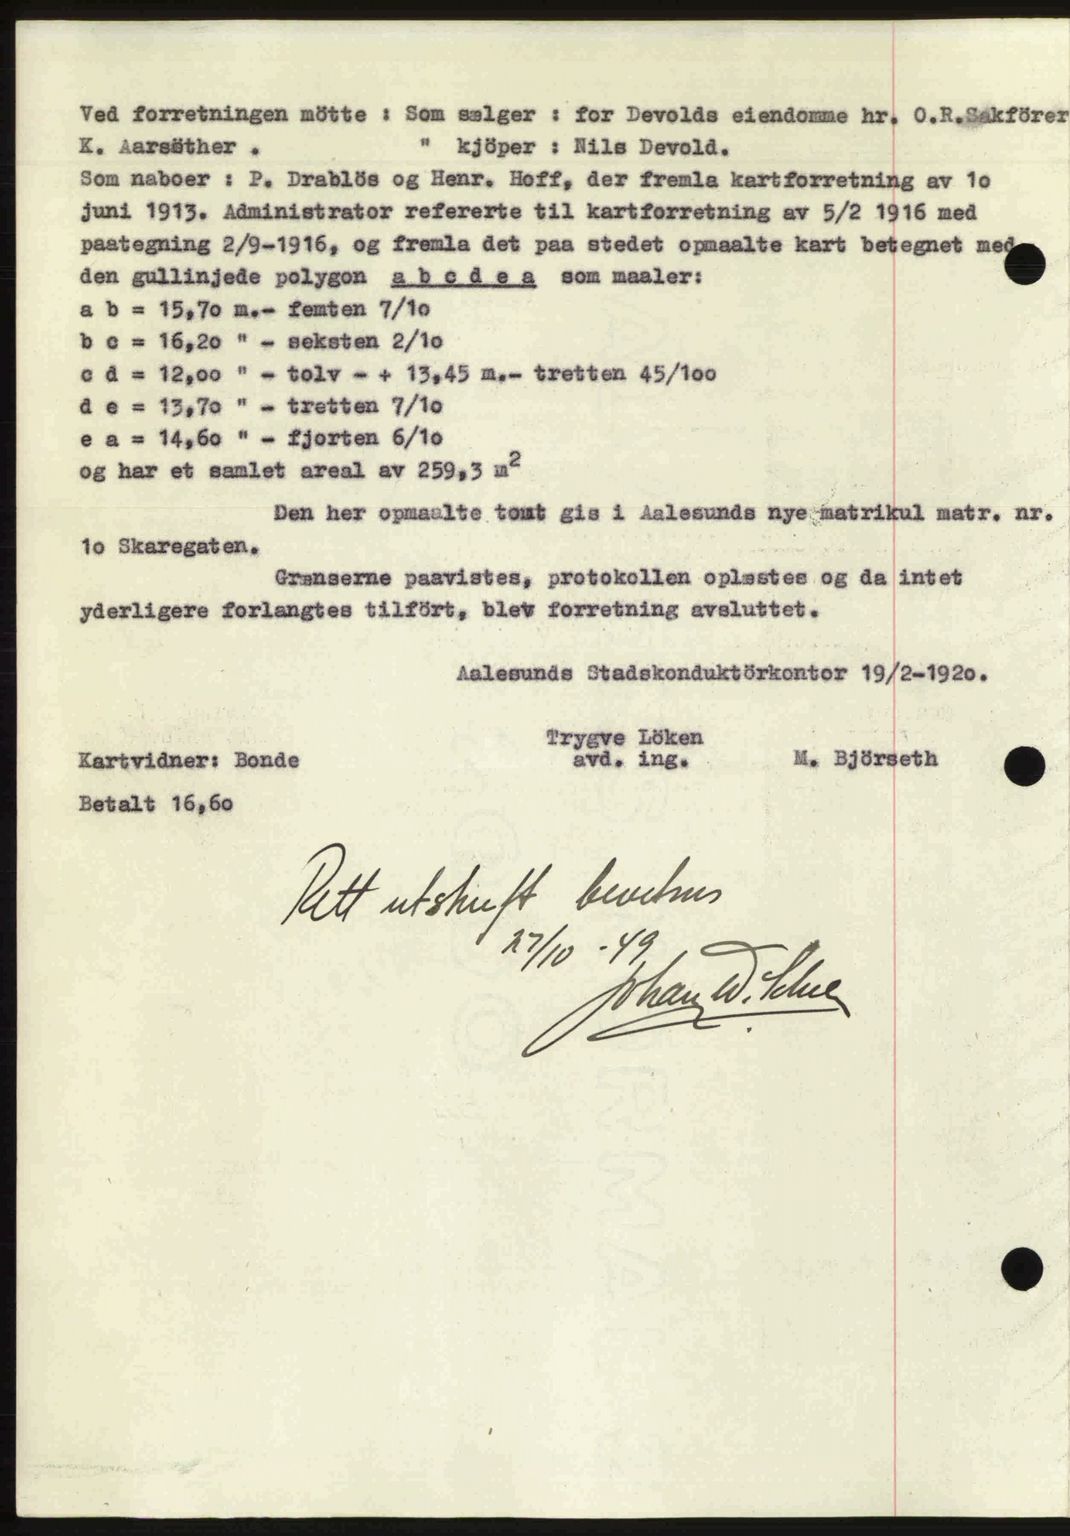 Ved forretningen mötte : Som sælger : for Devolds eiendomme hr. O.R.Sakförer
K. Aarsäther . " kjöper : Nils Devold.
Som naboer : P. Drablös og Henr. Hoff, der fremla kartforretning av 1o
juni 1913. Administrator refererte til kartforretning av 5/2 1916 med
paategning 2/9-1916, og fremla det paa stedet opmaalte kart betegnet med
den gullinjede polygon a b c d e a som maaler:
a b = 15,7o m.- femten 7/1o
b c = 16,2o " - seksten 2/1o
c d = 12,oo " - tolv - + 13,45 m.- tretten 45/1oo
d e = 13,7o " - tretten 7/1o
e a = 14,6o " - fjorten 6/1o
og har et samlet areal av 259,3 m2
Den her opmaalte tomt gis i Aalesunds nye matrikul matr. nr.
1o Skaregaten.
Grænserne paavistes, protokollen oplæstes og da intet
yderligere forlangtes tilfört, blev forretning avsluttet.
Aalesunds Stadskonduktörkontor 19/2-192o.
Trygve Löken
Kartvidner: Bonde avd. ing. M. Björseth
Betalt 16,6o
Rett utskrift bevitnes
27/10 - 49
Johan W.